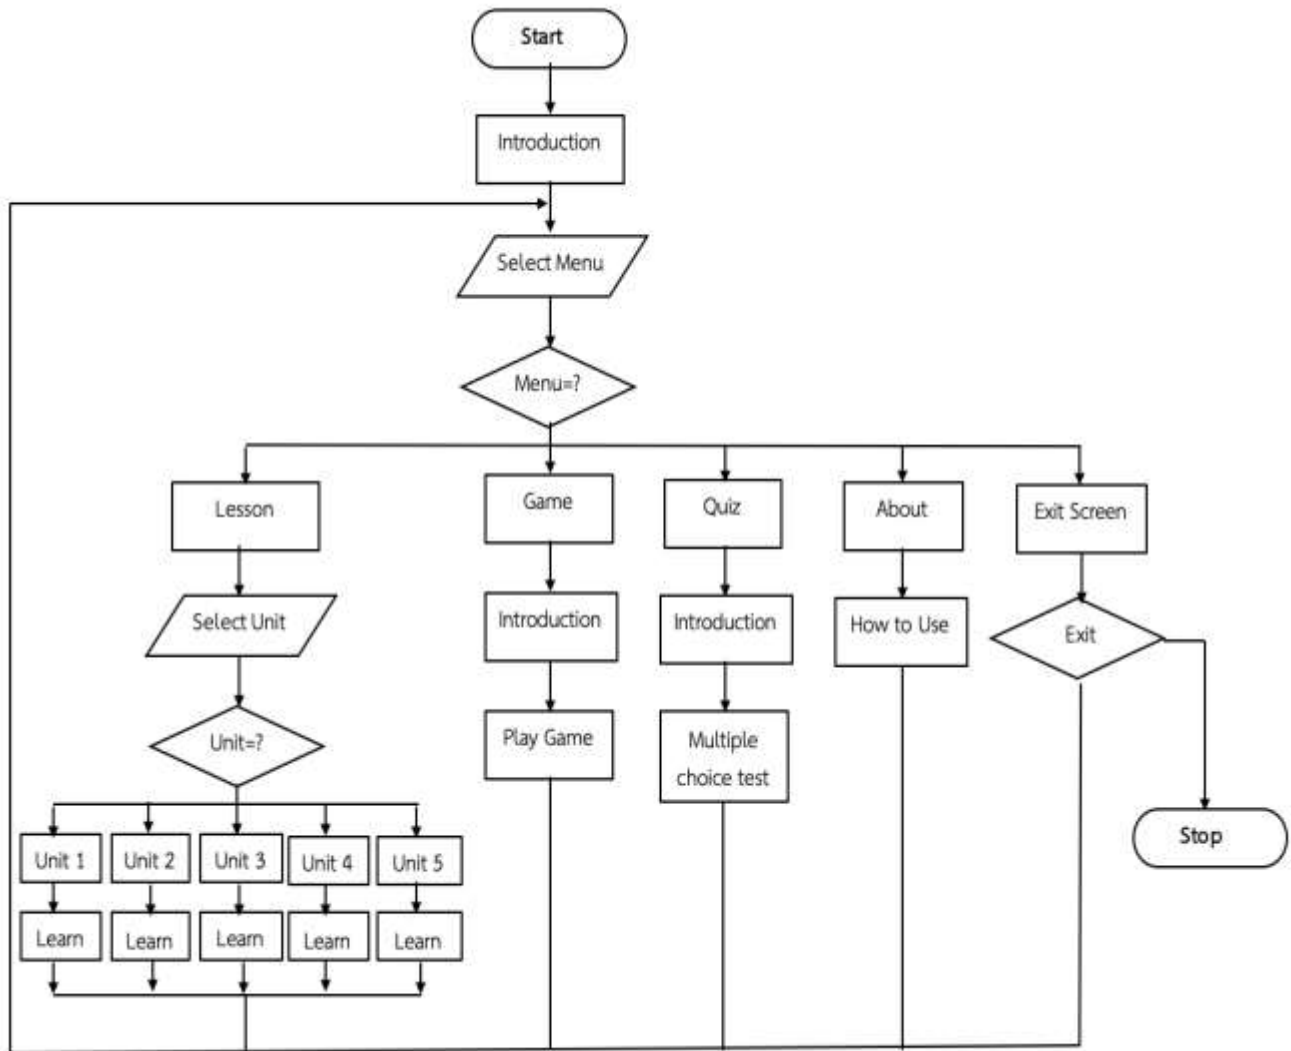 Start
Introduction
Select Menu
Menu=?
Lesson
Game
Quiz
About
Exit Screen
Select Unit
Introduction
Introduction
How to Use
Exit
Unit=?
Play Game
Multiple
choice test
Unit 1
Unit 2
Unit 3
Unit 4
Unit 5
Stop
Learn
Learn
Learn
Learn
Learn